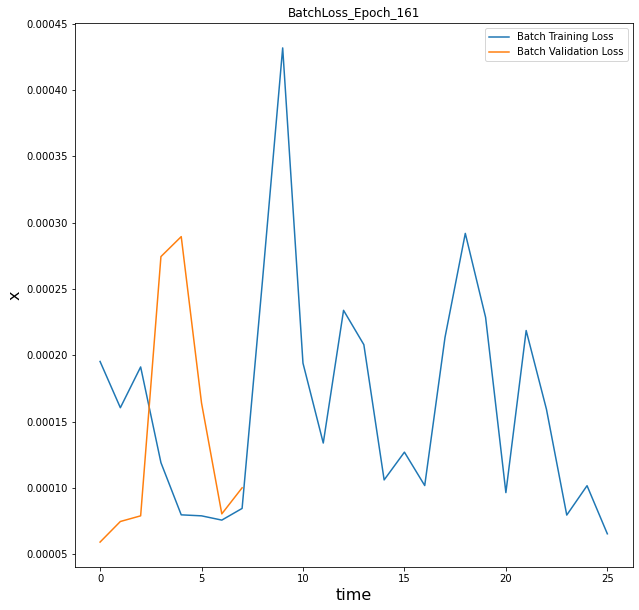 BatchLoss_Epoch_161
Batch Training Loss
Batch Validation Loss
0.00045
0.00040
0.00035
0.00030
0.00025
0.00020
0.00015
0.00010
0.00005
x
0 5 10 15 20 25
time